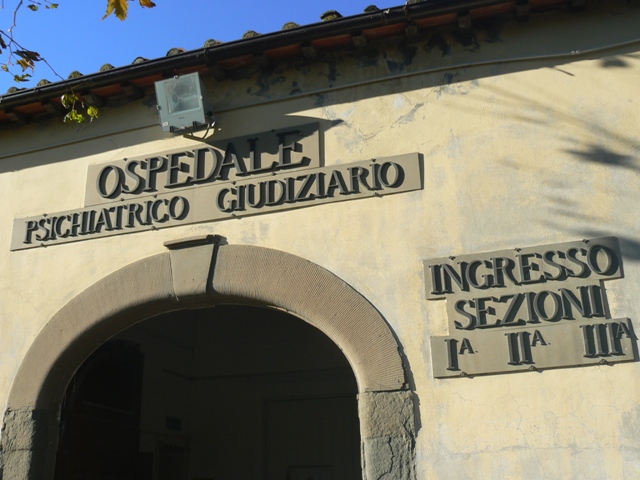 OSPEDALE
PSICHIATRICO GIUDIZIARIO
INGRESSO
SEZIONI
IA. IIA. IIIA